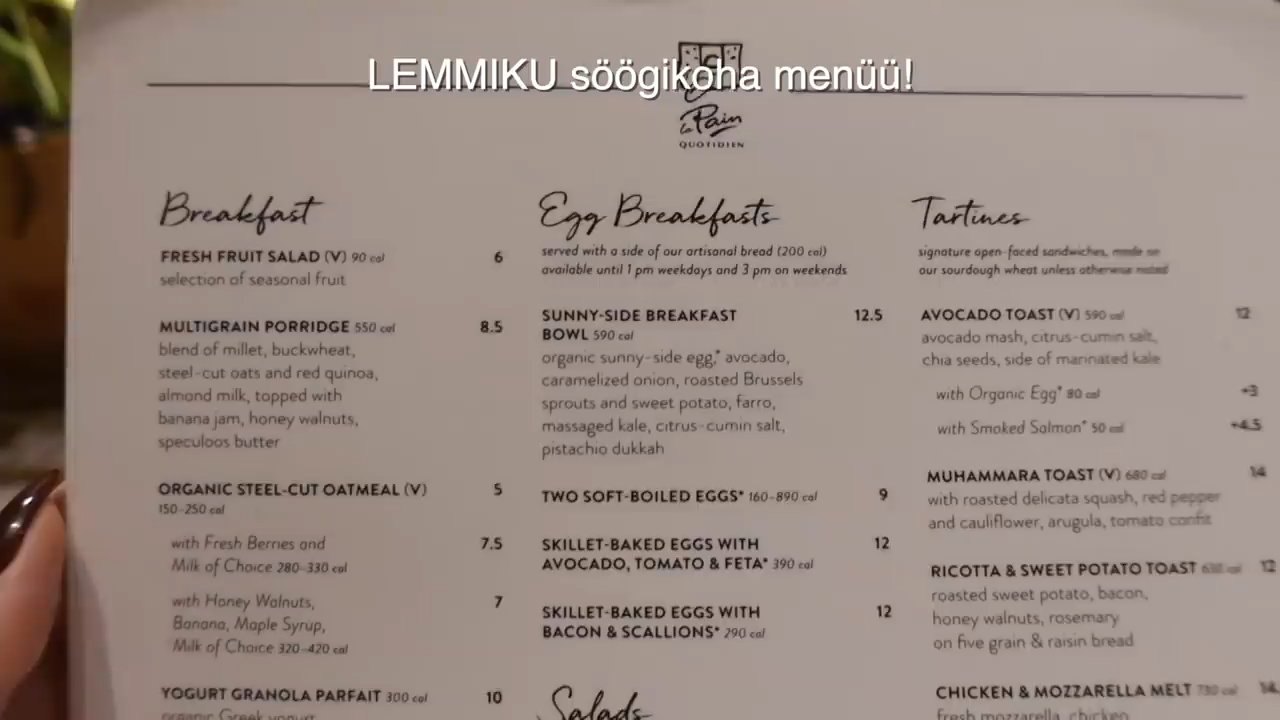 LEMMIKU söögikoha menüü!
Le Pain
QUOTIDIEN
Breakfast
FRESH FRUIT SALAD (V) 90 cal 6
selection of seasonal fruit
MULTIGRAIN PORRIDGE 550 cal 8.5
blend of millet, buckwheat,
steel-cut oats and red quinoa,
almond milk, topped with
banana jam, honey walnuts,
speculoos butter
ORGANIC STEEL-CUT OATMEAL (V) 5
150-250 cal
with Fresh Berries and 7.5
Milk of Choice 280-330 cal
with Honey Walnuts, 7
Banana, Maple Syrup,
Milk of Choice 320-420 cal
YOGURT GRANOLA PARFAIT 300 cal 10
organic Greek yogurt
Egg Breakfasts
served with a side of our artisanal bread (200 cal)
available until 1 pm weekdays and 3 pm on weekends
SUNNY-SIDE BREAKFAST 12.5
BOWL 590 cal
organic sunny-side egg,* avocado,
caramelized onion, roasted Brussels
sprouts and sweet potato, farro,
massaged kale, citrus-cumin salt,
pistachio dukkah
TWO SOFT-BOILED EGGS* 160-890 cal 9
SKILLET-BAKED EGGS WITH 12
AVOCADO, TOMATO & FETA* 390 cal
SKILLET-BAKED EGGS WITH 12
BACON & SCALLIONS* 290 cal
Salads
Tartines
signature open-faced sandwiches, made on
our sourdough wheat unless otherwise noted
AVOCADO TOAST (V) 590 cal 12
avocado mash, citrus-cumin salt,
chia seeds, side of marinated kale
with Organic Egg* 80 cal +3
with Smoked Salmon* 50 cal +4.5
MUHAMMARA TOAST (V) 680 cal 14
with roasted delicata squash, red pepper
and cauliflower, arugula, tomato confit
RICOTTA & SWEET POTATO TOAST cal 12
roasted sweet potato, bacon,
honey walnuts, rosemary
on five grain & raisin bread
CHICKEN & MOZZARELLA MELT 730 cal 14
fresh mozzarella, chicken